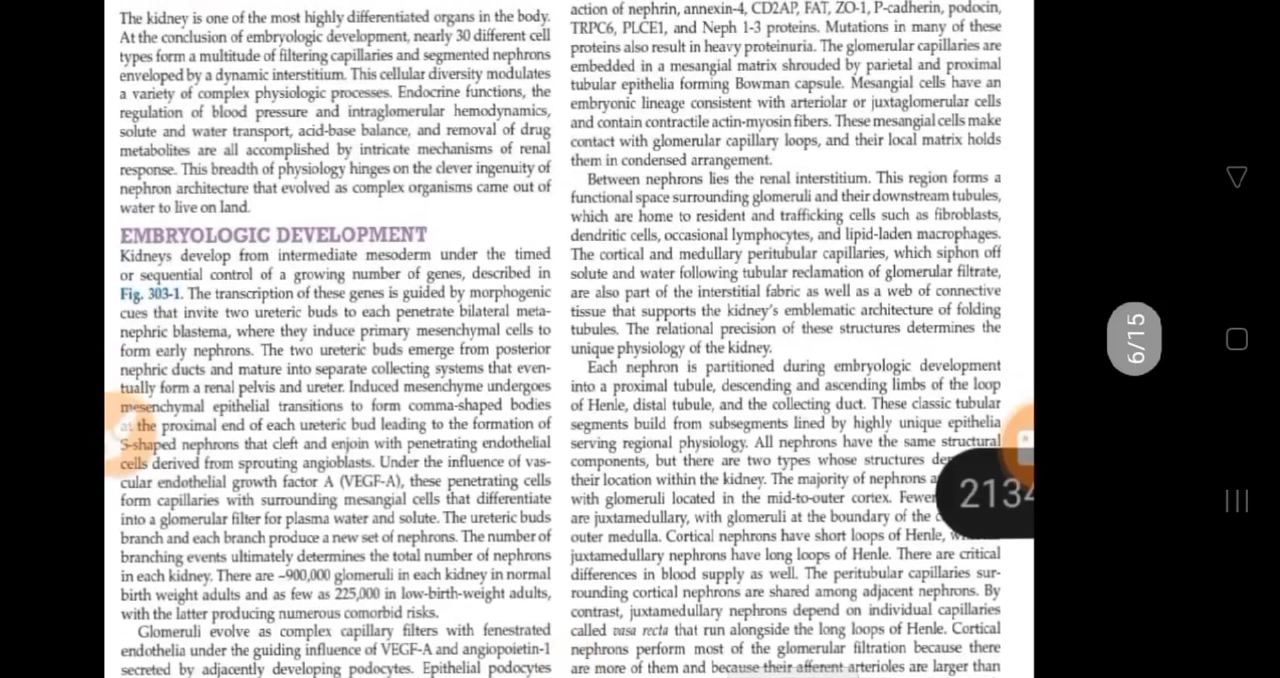 The kidney is one of the most highly differentiated organs in the body.
At the conclusion of embryologic development, nearly 30 different cell
types form a multitude of filtering capillaries and segmented nephrons
enveloped by a dynamic interstitium. This cellular diversity modulates
a variety of complex physiologic processes. Endocrine functions, the
regulation of blood pressure and intraglomerular hemodynamics,
solute and water transport, acid-base balance, and removal of drug
metabolites are all accomplished by intricate mechanisms of renal
response. This breadth of physiology hinges on the clever ingenuity of
nephron architecture that evolved as complex organisms came out of
water to live on land.
EMBRYOLOGIC DEVELOPMENT
Kidneys develop from intermediate mesoderm under the timed
or sequential control of a growing number of genes, described in
Fig. 303-1. The transcription of these genes is guided by morphogenic
cues that invite two ureteric buds to each penetrate bilateral meta-
nephric blastema, where they induce primary mesenchymal cells to
form early nephrons. The two ureteric buds emerge from posterior
nephric ducts and mature into separate collecting systems that even-
tually form a renal pelvis and ureter. Induced mesenchyme undergoes
mesenchymal epithelial transitions to form comma-shaped bodies
at the proximal end of each ureteric bud leading to the formation of
S-shaped nephrons that cleft and enjoin with penetrating endothelial
cells derived from sprouting angioblasts. Under the influence of vas-
cular endothelial growth factor A (VEGF-A), these penetrating cells
form capillaries with surrounding mesangial cells that differentiate
into a glomerular filter for plasma water and solute. The ureteric buds
branch and each branch produce a new set of nephrons. The number of
branching events ultimately determines the total number of nephrons
in each kidney. There are ~900,000 glomeruli in each kidney in normal
birth weight adults and as few as 225,000 in low-birth-weight adults,
with the latter producing numerous comorbid risks.
Glomeruli evolve as complex capillary filters with fenestrated
endothelia under the guiding influence of VEGF-A and angiopoietin-1
secreted by adjacently developing podocytes. Epithelial podocytes
action of nephrin, annexin-4, CD2AP, FAT, ZO-1, P-cadherin, podocin,
TRPC6, PLCE1, and Neph 1-3 proteins. Mutations in many of these
proteins also result in heavy proteinuria. The glomerular capillaries are
embedded in a mesangial matrix shrouded by parietal and proximal
tubular epithelia forming Bowman capsule. Mesangial cells have an
embryonic lineage consistent with arteriolar or juxtaglomerular cells
and contain contractile actin-myosin fibers. These mesangial cells make
contact with glomerular capillary loops, and their local matrix holds
them in condensed arrangement.
Between nephrons lies the renal interstitium. This region forms a
functional space surrounding glomeruli and their downstream tubules,
which are home to resident and trafficking cells such as fibroblasts,
dendritic cells, occasional lymphocytes, and lipid-laden macrophages.
The cortical and medullary peritubular capillaries, which siphon off
solute and water following tubular reclamation of glomerular filtrate,
are also part of the interstitial fabric as well as a web of connective
tissue that supports the kidney's emblematic architecture of folding
tubules. The relational precision of these structures determines the
unique physiology of the kidney.
Each nephron is partitioned during embryologic development
into a proximal tubule, descending and ascending limbs of the loop
of Henle, distal tubule, and the collecting duct. These classic tubular
segments build from subsegments lined by highly unique epithelia
serving regional physiology. All nephrons have the same structural
components, but there are two types whose structures
their location within the kidney. The majority of nephrons
with glomeruli located in the mid-to-outer cortex. Fewer
are juxtamedullary, with glomeruli at the boundary of the
outer medulla. Cortical nephrons have short loops of Henle,
juxtamedullary nephrons have long loops of Henle. There are critical
differences in blood supply as well. The peritubular capillaries sur-
rounding cortical nephrons are shared among adjacent nephrons. By
contrast, juxtamedullary nephrons depend on individual capillaries
called vasa recta that run alongside the long loops of Henle. Cortical
nephrons perform most of the glomerular filtration because there
are more of them and because their afferent arterioles are larger than
2134
6/15